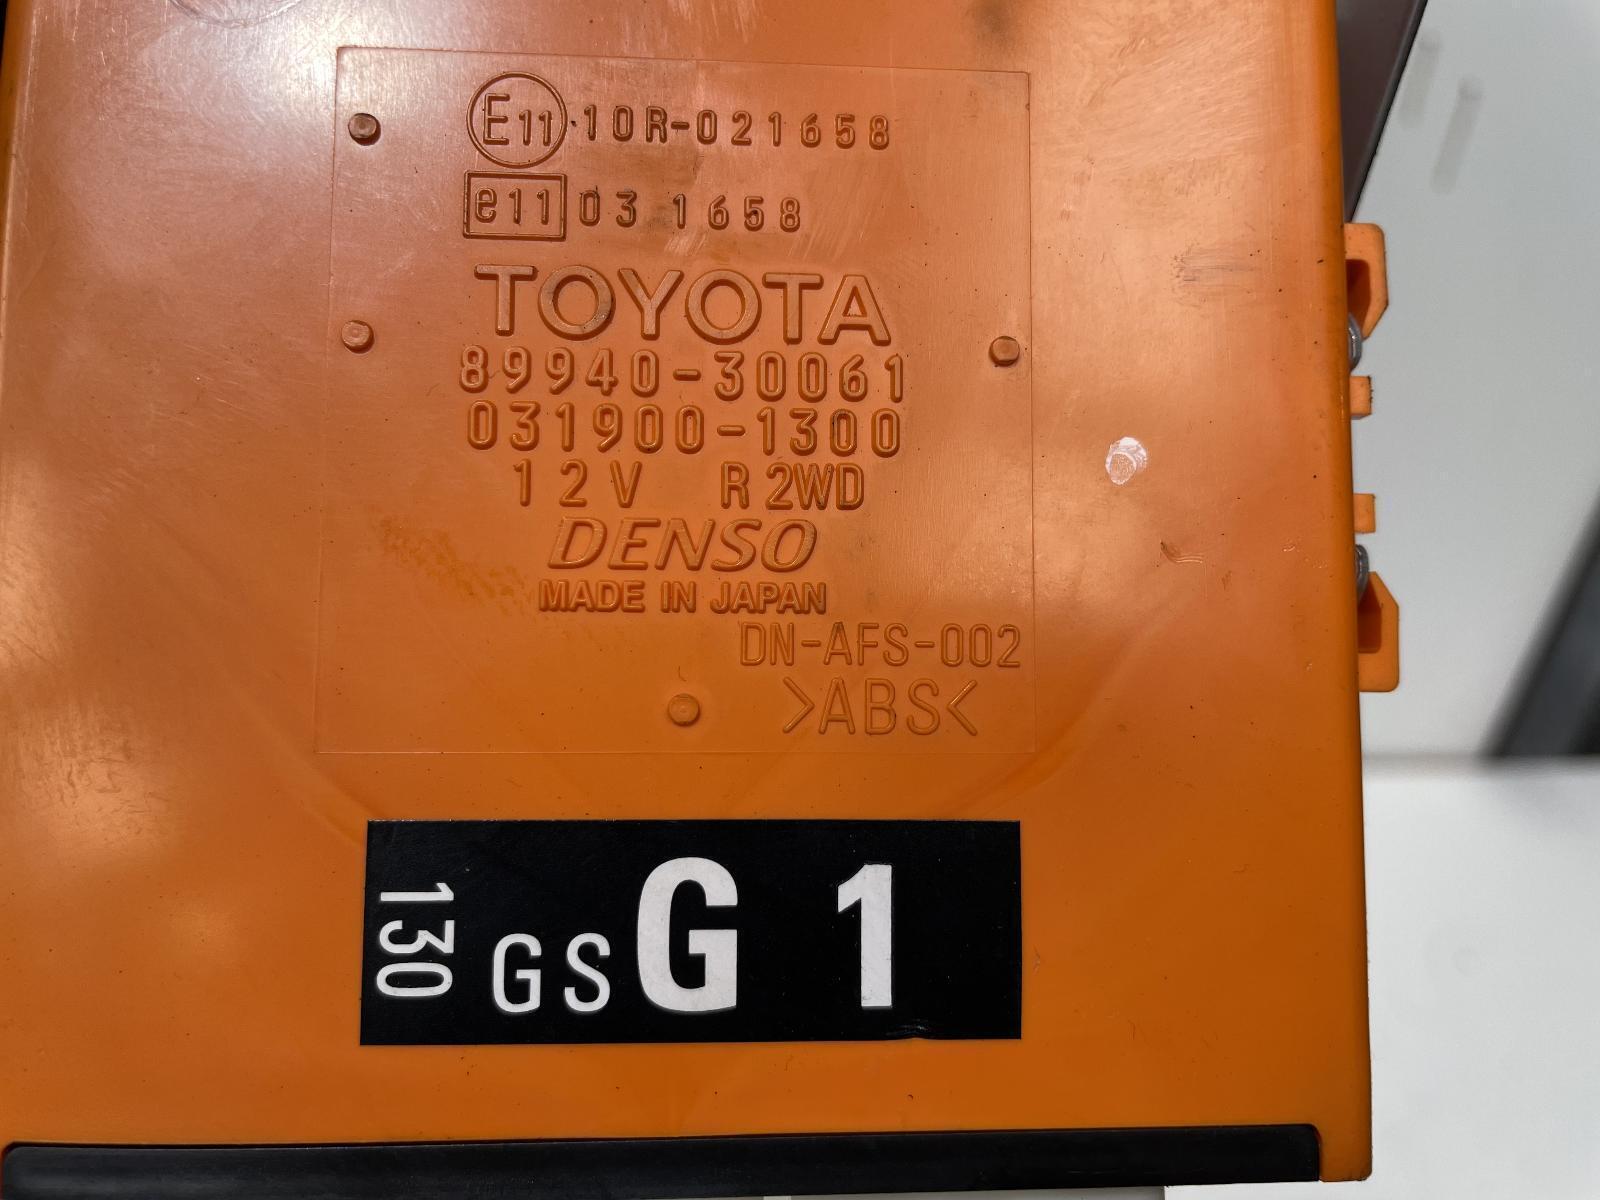 E11 10R-021658
e11 03 1658
TOYOTA
89940-30061
031900-1300
12V R2WD
DENSO
MADE IN JAPAN
DN-AFS-002
>ABS<
130 GS G 1